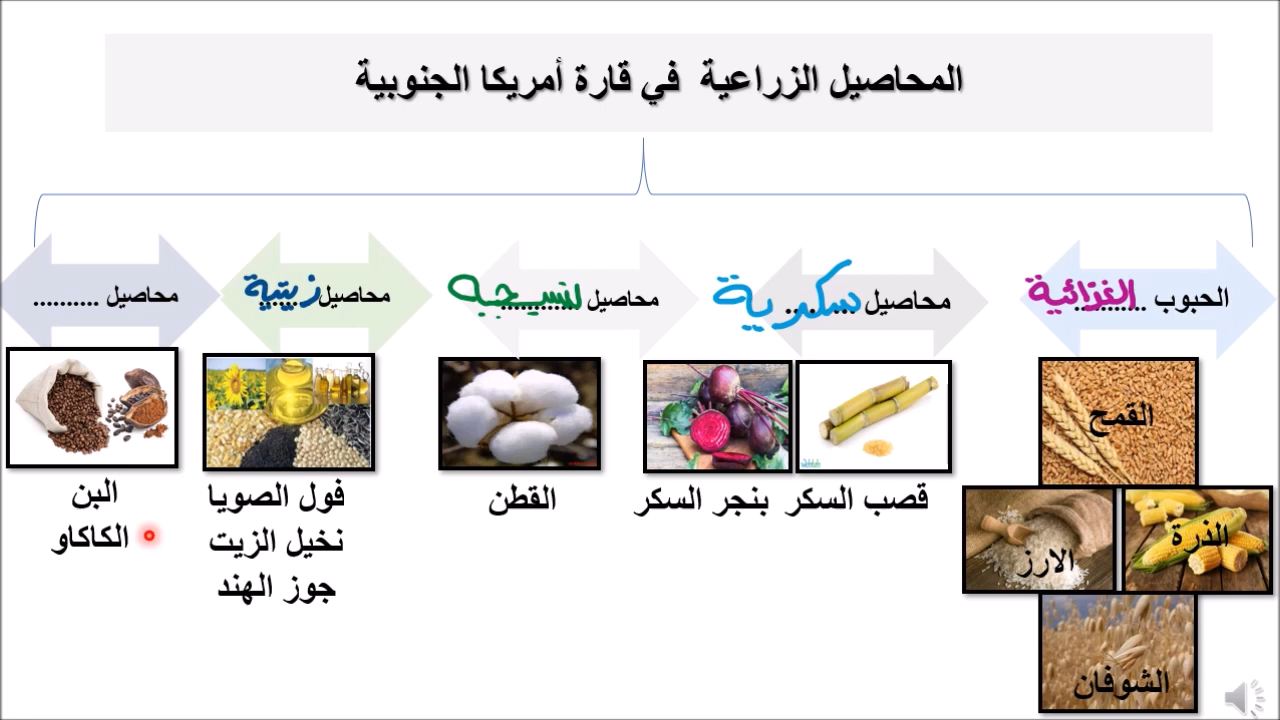 المحاصيل الزراعية في قارة أمريكا الجنوبية
الحبوب الغذائية
محاصيل سكرية
محاصيل نسيجيه
محاصيل زيتية
محاصيل ..........
القمح
الذرة
الارز
الشوفان
قصب السكر
بنجر السكر
القطن
فول الصويا
نخيل الزيت
جوز الهند
البن
الكاكاو